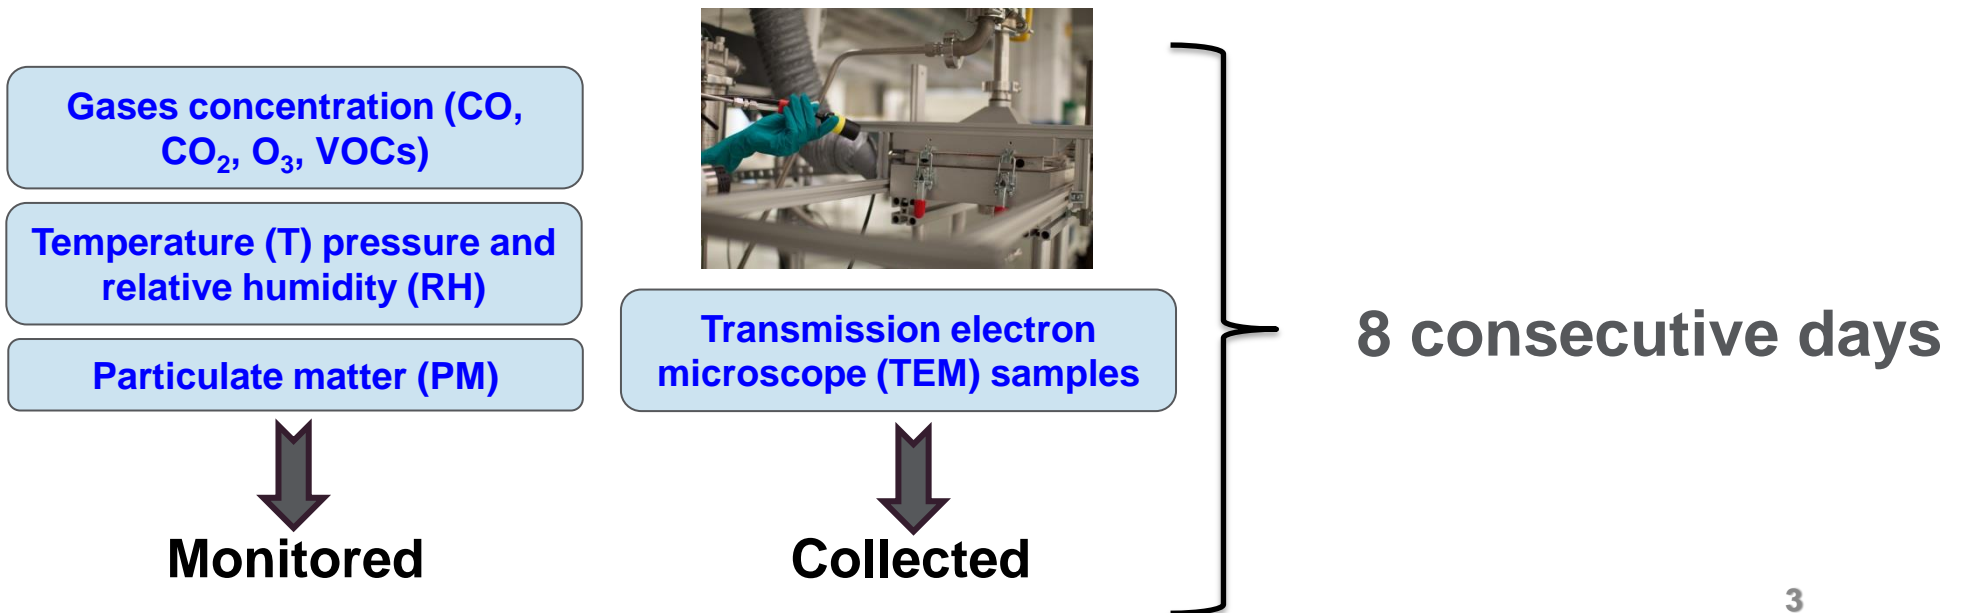 Gases concentration (CO,
CO₂, O₃, VOCs)
Temperature (T) pressure and
relative humidity (RH)
Particulate matter (PM)
Monitored
Transmission electron
microscope (TEM) samples
Collected
8 consecutive days
3